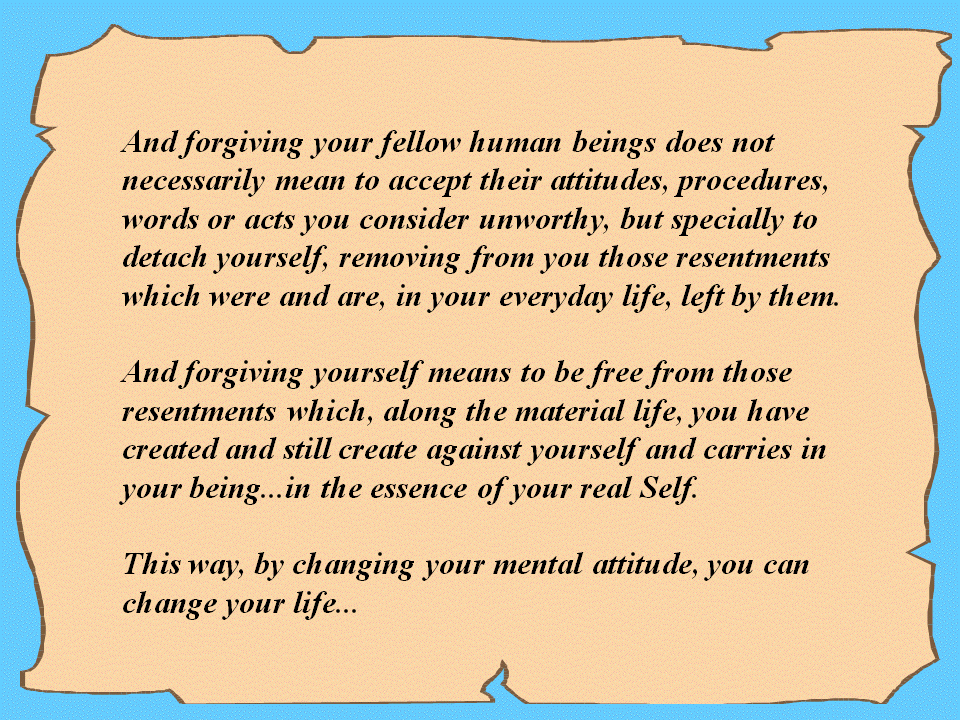 And forgiving your fellow human beings does not
necessarily mean to accept their attitudes, procedures,
words or acts you consider unworthy, but specially to
detach yourself, removing from you those resentments
which were and are, in your everyday life, left by them.
And forgiving yourself means to be free from those
resentments which, along the material life, you have
created and still create against yourself and carries in
your being...in the essence of your real Self.
This way, by changing your mental attitude, you can
change your life...